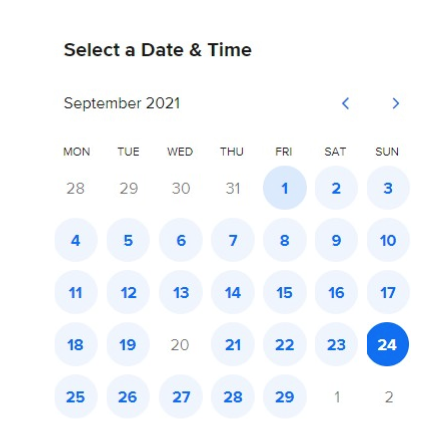 Select a Date & Time
September 2021
MON TUE WED THU FRI SAT SUN
28 29 30 31 1 2 3
4 5 6 7 8 9 10
11 12 13 14 15 16 17
18 19 20 21 22 23 24
25 26 27 28 29 1 2